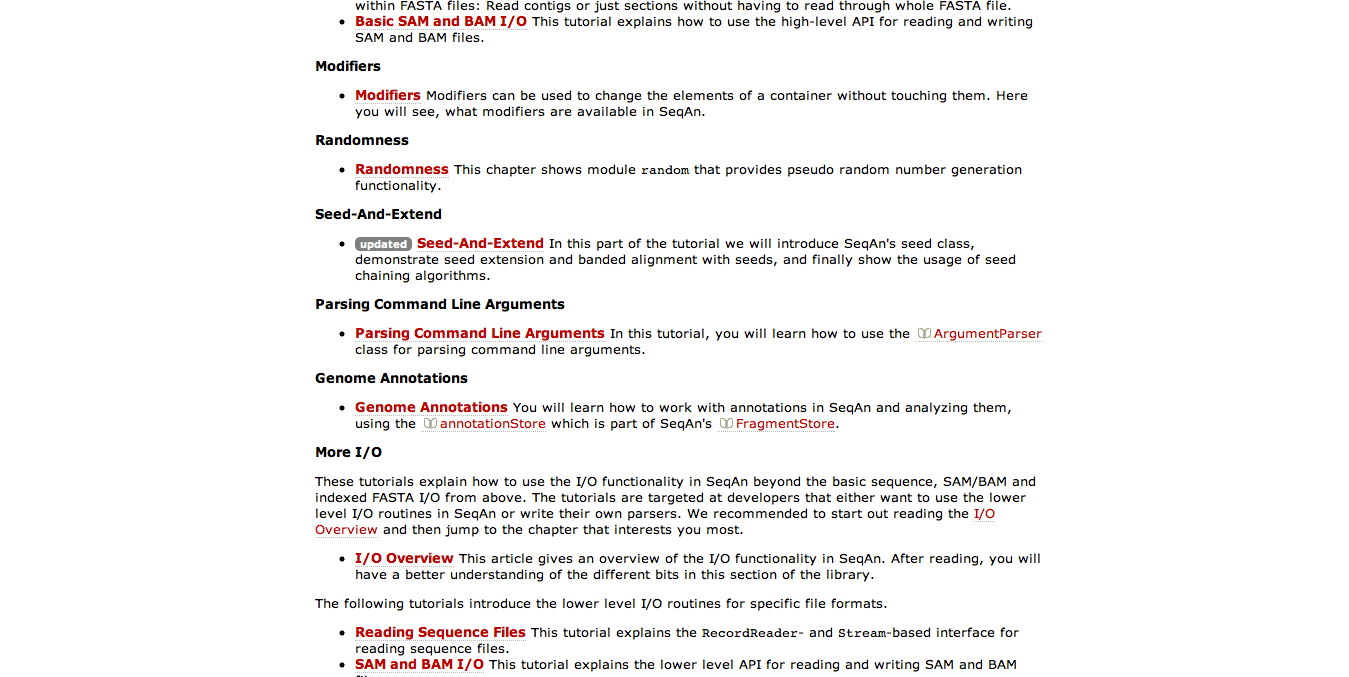 within FASTA files: Read contigs or just sections without having to read through whole FASTA file.
• Basic SAM and BAM I/O This tutorial explains how to use the high-level API for reading and writing
SAM and BAM files.
Modifiers
• Modifiers Modifiers can be used to change the elements of a container without touching them. Here
you will see, what modifiers are available in SeqAn.
Randomness
• Randomness This chapter shows module random that provides pseudo random number generation
functionality.
Seed-And-Extend
• updated Seed-And-Extend In this part of the tutorial we will introduce SeqAn's seed class,
demonstrate seed extension and banded alignment with seeds, and finally show the usage of seed
chaining algorithms.
Parsing Command Line Arguments
• Parsing Command Line Arguments In this tutorial, you will learn how to use the ArgumentParser
class for parsing command line arguments.
Genome Annotations
• Genome Annotations You will learn how to work with annotations in SeqAn and analyzing them,
using the annotationStore which is part of SeqAn's FragmentStore.
More I/O
These tutorials explain how to use the I/O functionality in SeqAn beyond the basic sequence, SAM/BAM and
indexed FASTA I/O from above. The tutorials are targeted at developers that either want to use the lower
level I/O routines in SeqAn or write their own parsers. We recommended to start out reading the I/O
Overview and then jump to the chapter that interests you most.
• I/O Overview This article gives an overview of the I/O functionality in SeqAn. After reading, you will
have a better understanding of the different bits in this section of the library.
The following tutorials introduce the lower level I/O routines for specific file formats.
• Reading Sequence Files This tutorial explains the RecordReader- and Stream-based interface for
reading sequence files.
• SAM and BAM I/O This tutorial explains the lower level API for reading and writing SAM and BAM